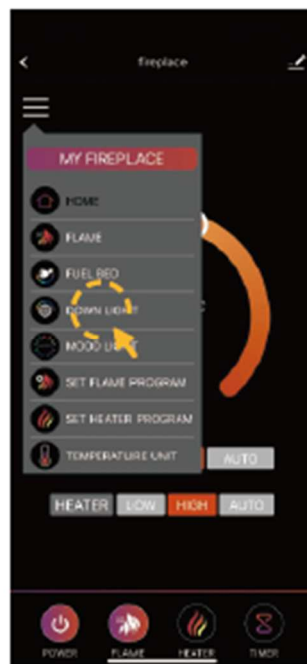 fireplace
MY FIREPLACE
HOME
FLAME
FUEL BED
DOWN LIGHT
MOOD LIGHT
SET FLAME PROGRAM
SET HEATER PROGRAM
TEMPERATURE UNIT
AUTO
HEATER LOW HIGH AUTO
POWER FLAME HEATER TIMER